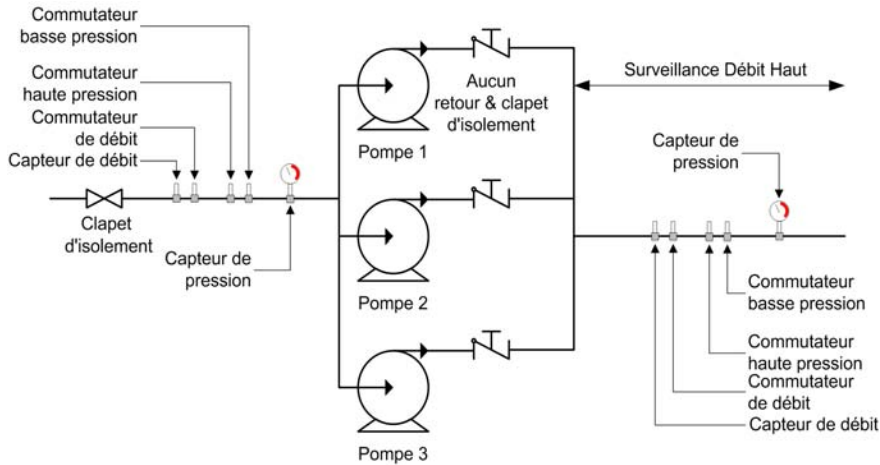 Commutateur
basse pression
Commutateur
haute pression
Commutateur
de débit
Capteur de débit
Clapet
d'isolement
Capteur de
pression
Pompe 1
Aucun
retour & clapet
d'isolement
Pompe 2
Pompe 3
Surveillance Débit Haut
Capteur de
pression
Commutateur
basse pression
Commutateur
haute pression
Commutateur
de débit
Capteur de débit